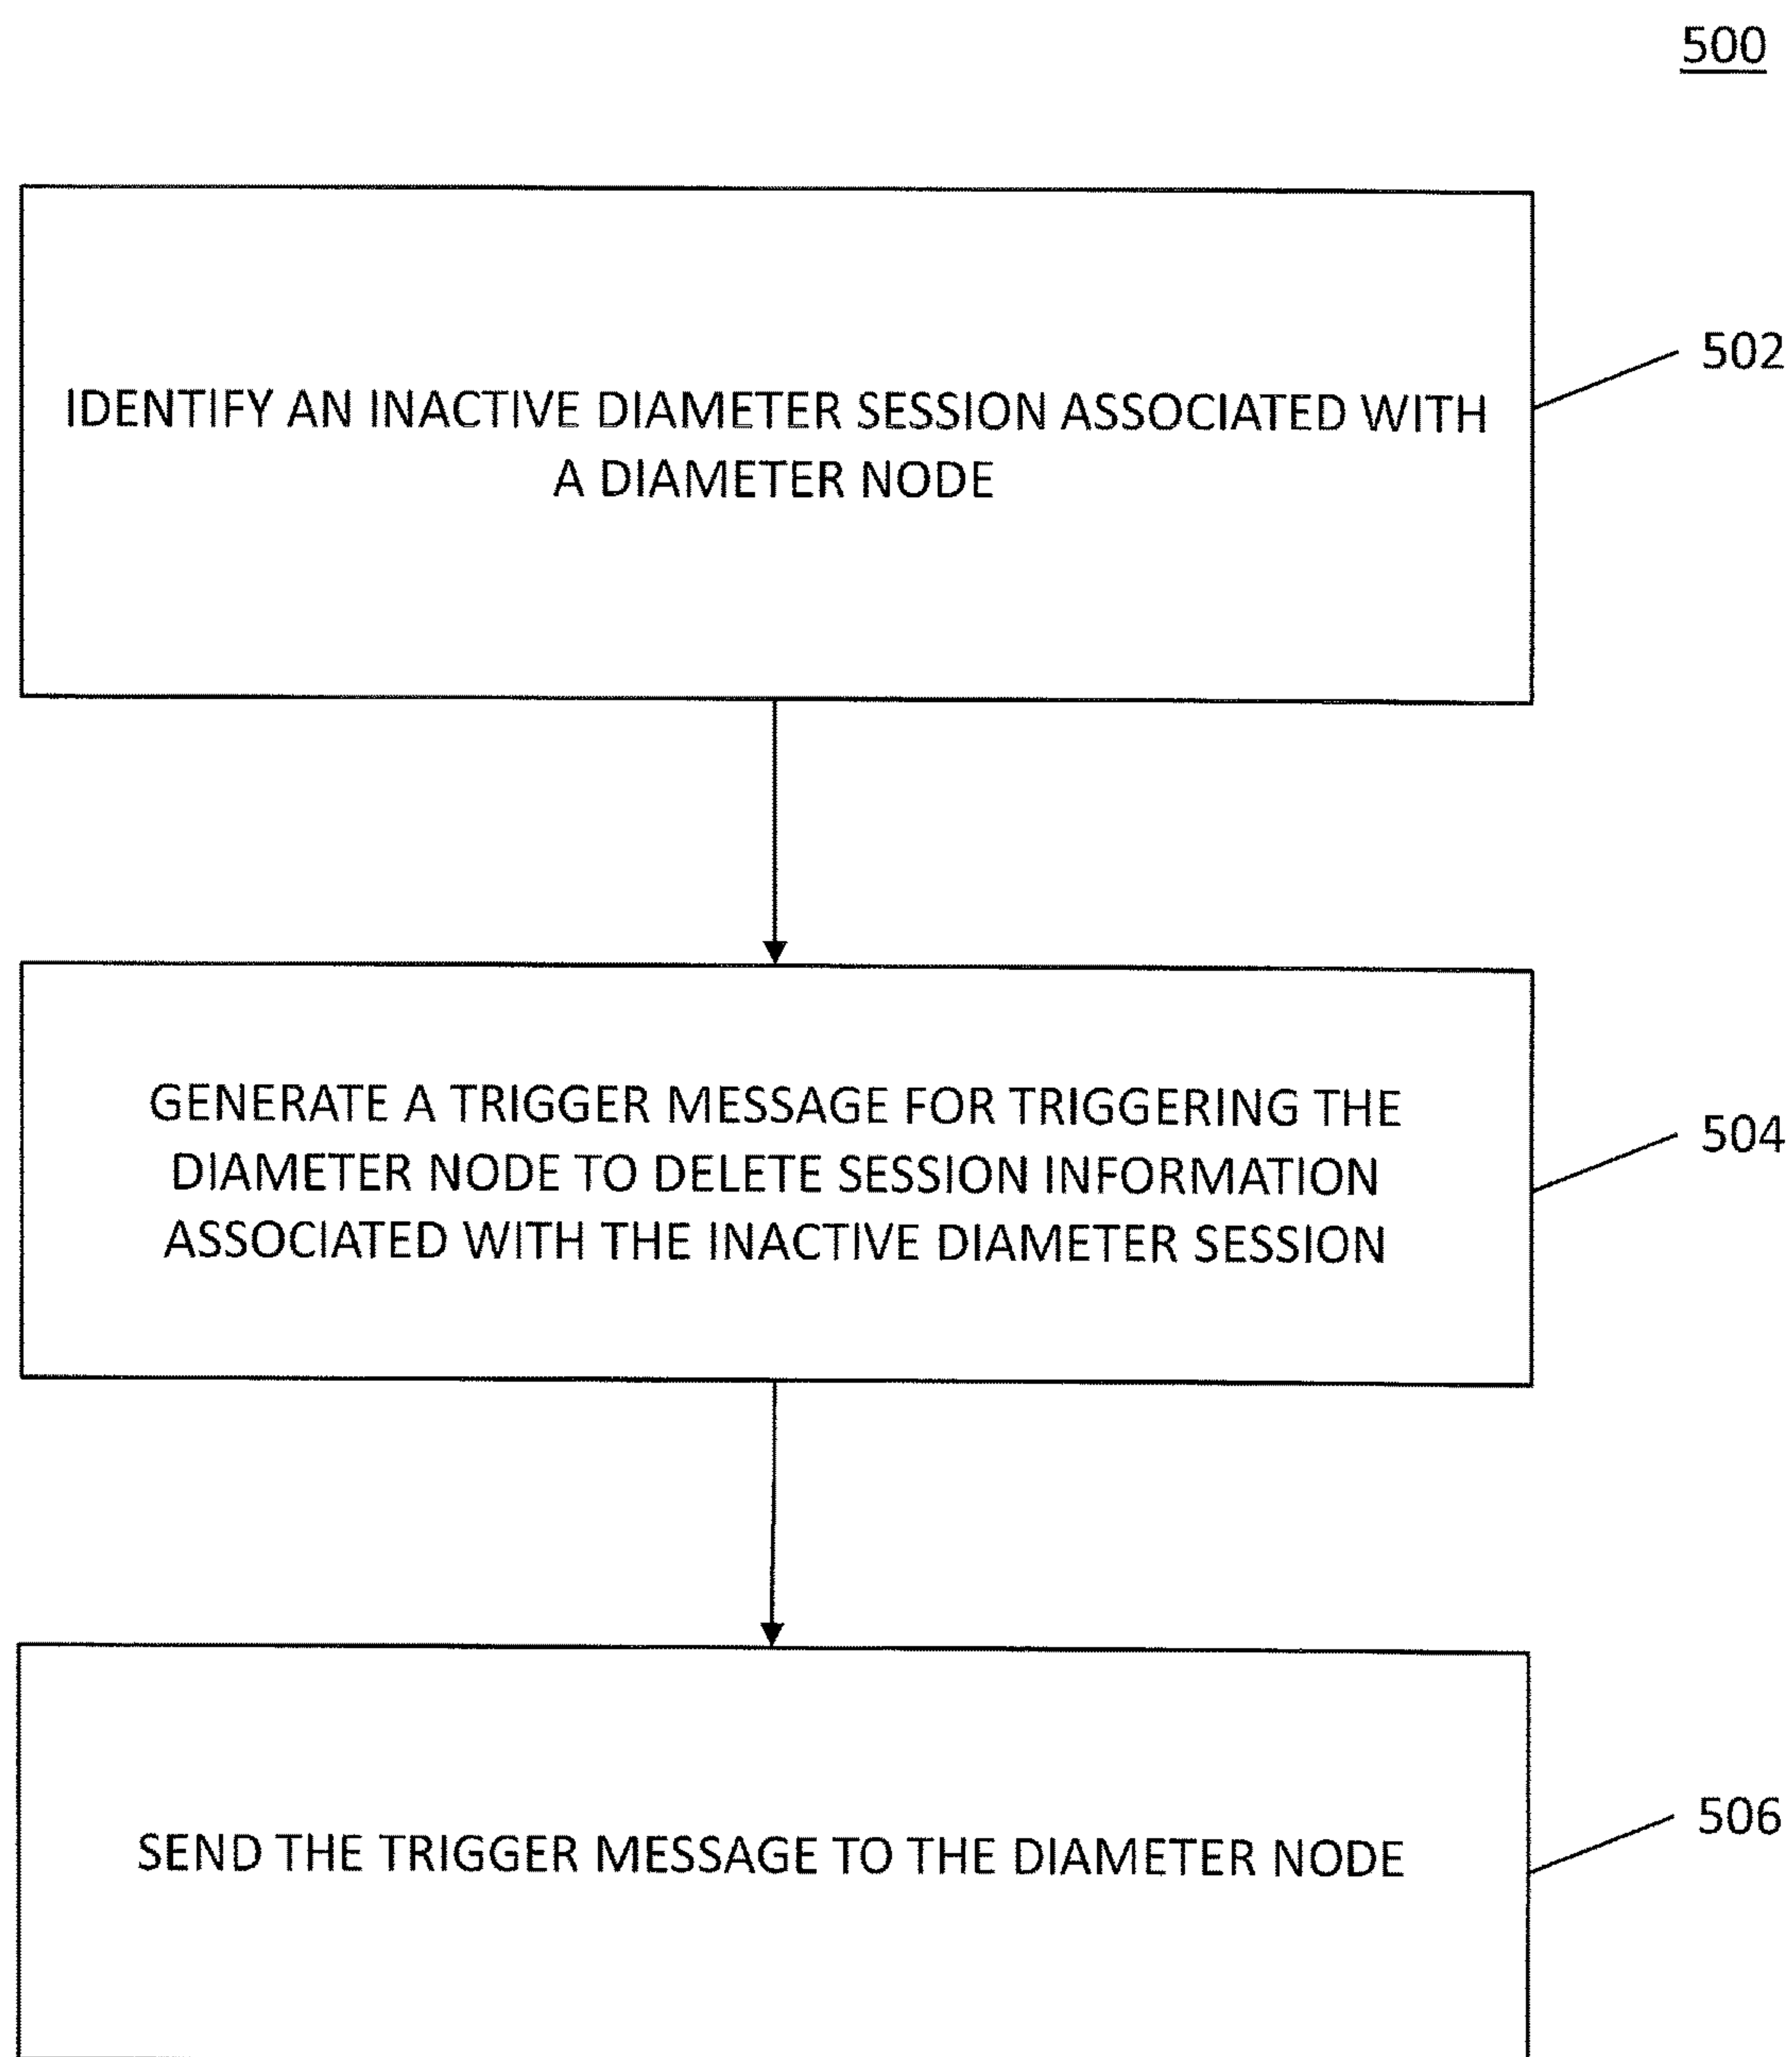 500
IDENTIFY AN INACTIVE DIAMETER SESSION ASSOCIATED WITH
A DIAMETER NODE
502
GENERATE A TRIGGER MESSAGE FOR TRIGGERING THE
DIAMETER NODE TO DELETE SESSION INFORMATION
ASSOCIATED WITH THE INACTIVE DIAMETER SESSION
504
SEND THE TRIGGER MESSAGE TO THE DIAMETER NODE
506